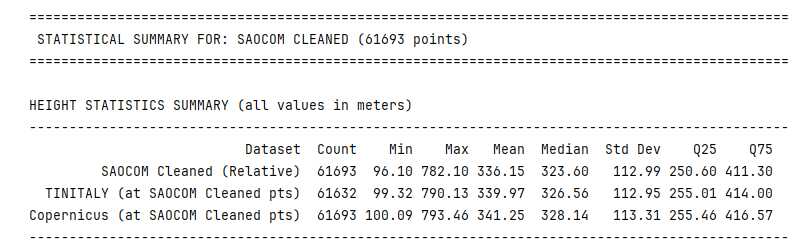 ===============================================================================================
STATISTICAL SUMMARY FOR: SAOCOM CLEANED (61693 points)
===============================================================================================
HEIGHT STATISTICS SUMMARY (all values in meters)
-----------------------------------------------------------------------------------------------
Dataset Count Min Max Mean Median Std Dev Q25 Q75
SAOCOM Cleaned (Relative) 61693 96.10 782.10 336.15 323.60 112.99 250.60 411.30
TINITALY (at SAOCOM Cleaned pts) 61632 99.32 790.13 339.97 326.56 112.95 255.01 414.00
Copernicus (at SAOCOM Cleaned pts) 61693 100.09 793.46 341.25 328.14 113.31 255.46 416.57
-----------------------------------------------------------------------------------------------